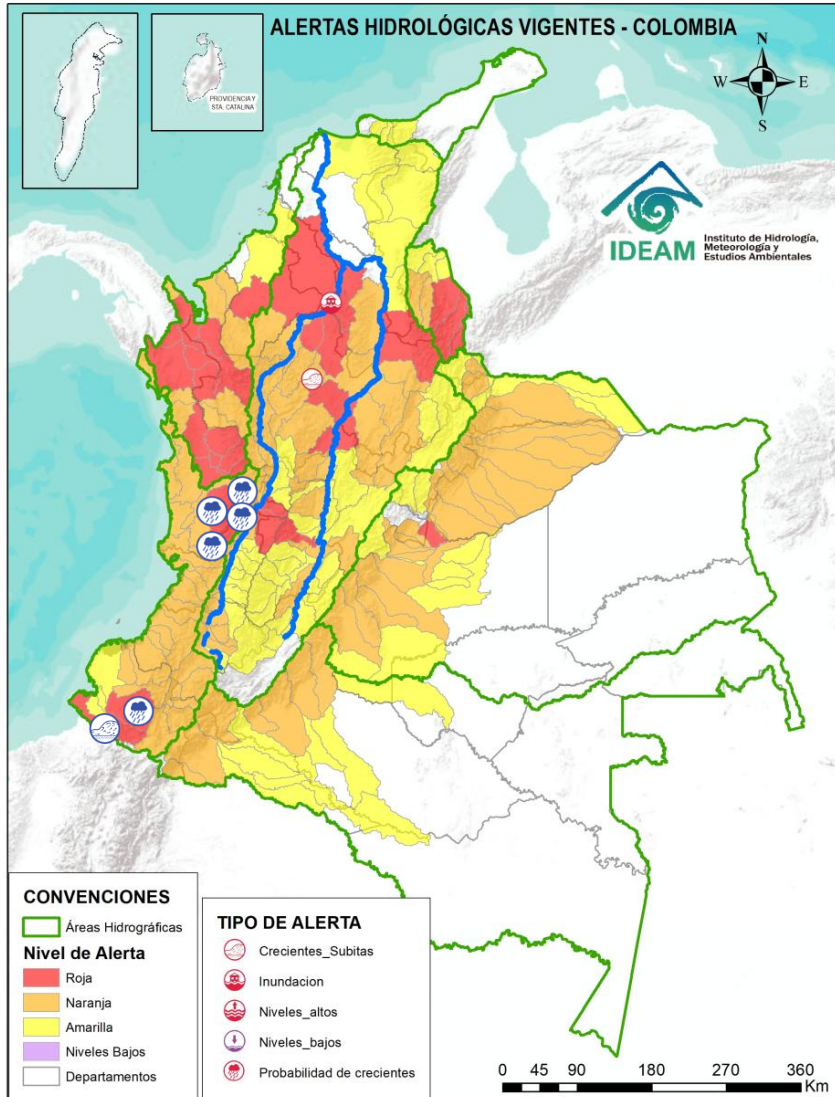 ALERTAS HIDROLÓGICAS VIGENTES - COLOMBIA
PROVIDENCIA Y
STA. CATALINA
N
W
E
S
IDEAM
Instituto de Hidrología,
Meteorología y
Estudios Ambientales
CONVENCIONES
Áreas Hidrográficas
Nivel de Alerta
Roja
Naranja
Amarilla
Niveles Bajos
Departamentos
TIPO DE ALERTA
Crecientes_Subitas
Inundacion
Niveles_altos
Niveles_bajos
Probabilidad de crecientes
0 45 90 180 270 360
Km